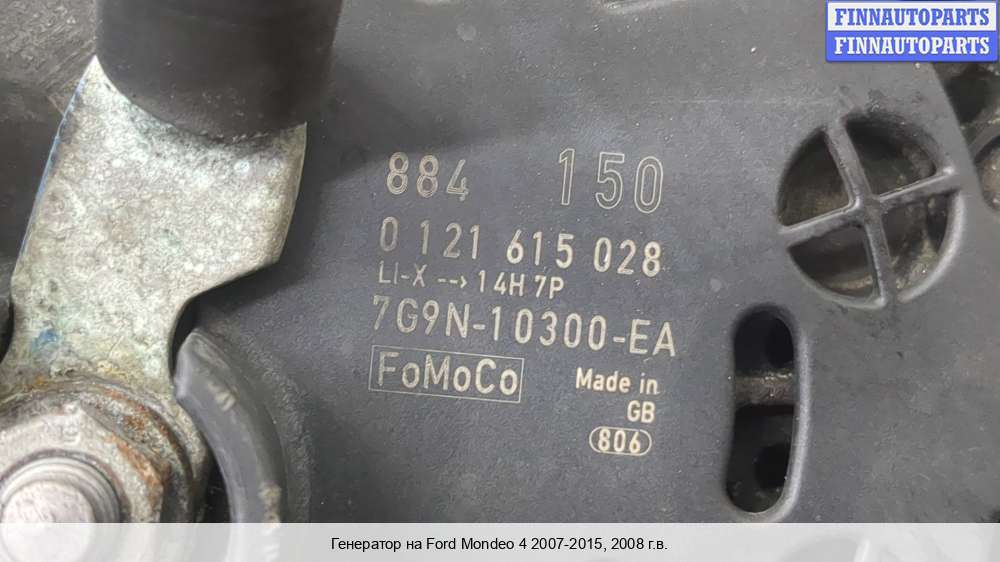 FINNAUTOPARTS
FINNAUTOPARTS
884 150
0 121 615 028
LI-X --> 14H 7P
7G9N-10300-EA
FoMoCo
Made in
GB
806
Генератор на Ford Mondeo 4 2007-2015, 2008 г.в.